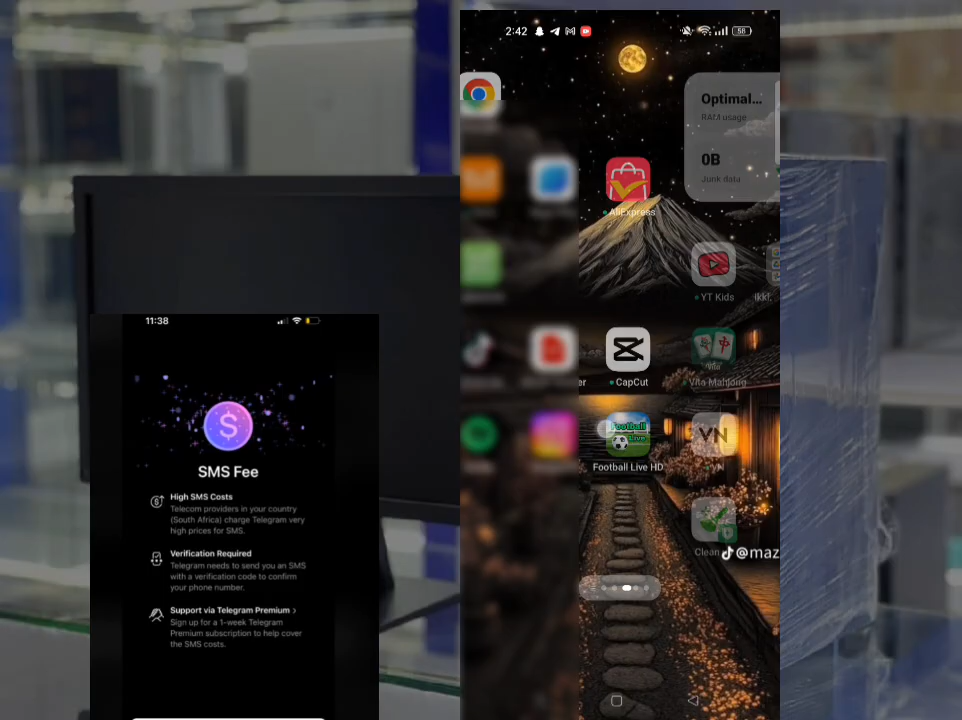 11:38
SMS Fee
High SMS Costs
Telecom providers in your country
(South Africa) charge Telegram very
high prices for SMS.
Verification Required
Telegram needs to send you an SMS
with a verification code to confirm
your phone number.
Support via Telegram Premium ›
Sign up for a 1-week Telegram
Premium subscription to help cover
the SMS costs.
2:42
58
Optimal...
RAM usage
0B
Junk data
AliExpress
YT Kids
CapCut
Vita Mahjong
Football
Live
Football Live HD
VN
VN
Clean
@maz